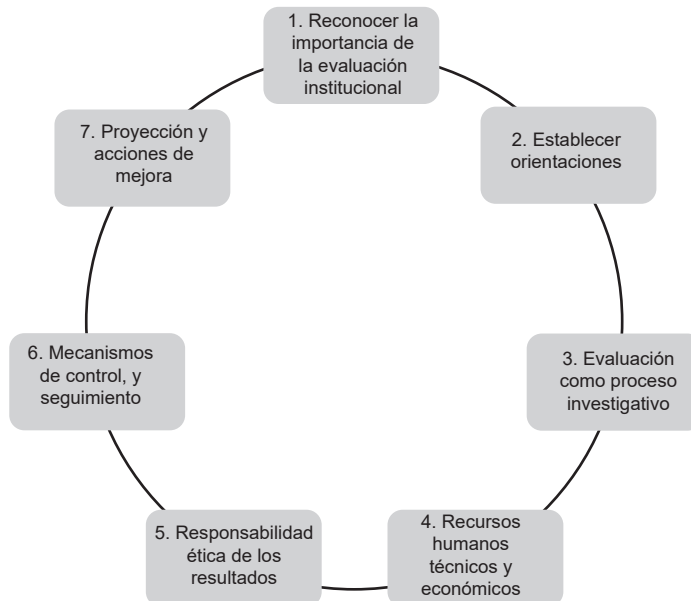 1. Reconocer la
importancia de
la evaluación
institucional
2. Establecer
orientaciones
3. Evaluación
como proceso
investigativo
4. Recursos
humanos
técnicos y
económicos
5. Responsabilidad
ética de los
resultados
6. Mecanismos
de control, y
seguimiento
7. Proyección y
acciones de
mejora